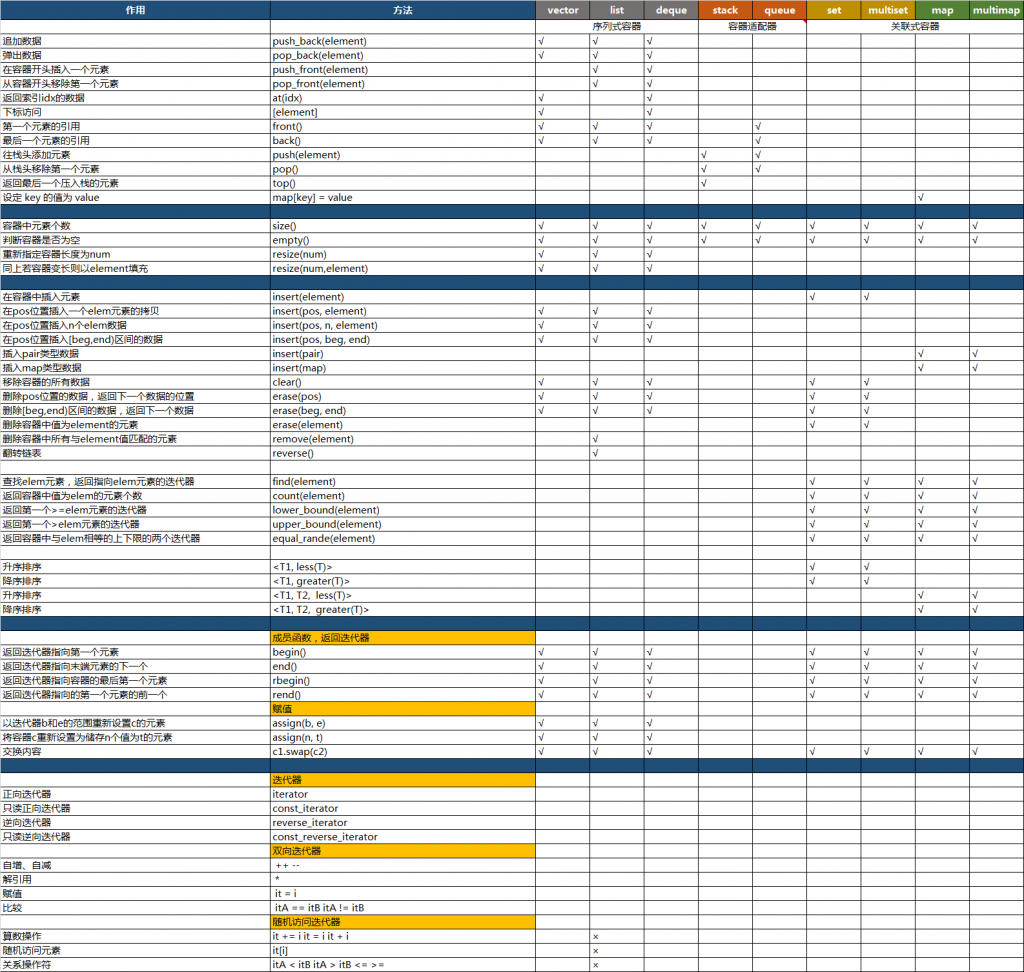 作用 方法 vector list deque stack queue set multiset map multimap
序列式容器 容器适配器 关联式容器
追加数据 push_back(element) √ √ √
弹出数据 pop_back(element) √ √ √
在容器开头插入一个元素 push_front(element) √ √
从容器开头移除第一个元素 pop_front(element) √ √
返回索引idx的数据 at(idx) √ √
下标访问 [element] √ √
第一个元素的引用 front() √ √ √ √
最后一个元素的引用 back() √ √ √ √
往栈头添加元素 push(element) √ √
从栈头移除第一个元素 pop() √ √
返回最后一个压入栈的元素 top() √
设定 key 的值为 value map[key] = value √
容器中元素个数 size() √ √ √ √ √ √ √ √ √
判断容器是否为空 empty() √ √ √ √ √ √ √ √ √
重新指定容器长度为num resize(num) √ √ √
同上若容器变长则以element填充 resize(num,element) √ √ √
在容器中插入元素 insert(element) √ √
在pos位置插入一个elem元素的拷贝 insert(pos, element) √ √ √
在pos位置插入n个elem数据 insert(pos, n, element) √ √ √
在pos位置插入[beg,end)区间的数据 insert(pos, beg, end) √ √ √
插入pair类型数据 insert(pair) √ √
插入map类型数据 insert(map) √ √
移除容器的所有数据 clear() √ √ √ √ √
删除pos位置的数据，返回下一个数据的位置 erase(pos) √ √ √ √ √
删除[beg,end)区间的数据，返回下一个数据 erase(beg, end) √ √ √ √ √
删除容器中值为element的元素 erase(element) √ √
删除容器中所有与element值匹配的元素 remove(element) √
翻转链表 reverse() √
查找elem元素，返回指向elem元素的迭代器 find(element) √ √ √ √
返回容器中值为elem的元素个数 count(element) √ √ √ √
返回第一个>=elem元素的迭代器 lower_bound(element) √ √ √ √
返回第一个>elem元素的迭代器 upper_bound(element) √ √ √ √
返回容器中与elem相等的上下限的两个迭代器 equal_rande(element) √ √ √ √
升序排序 <T1, less(T)> √ √
降序排序 <T1, greater(T)> √ √
升序排序 <T1, T2, less(T)> √ √
降序排序 <T1, T2, greater(T)> √ √
成员函数，返回迭代器
返回迭代器指向第一个元素 begin() √ √ √ √ √ √ √
返回迭代器指向末端元素的下一个 end() √ √ √ √ √ √ √
返回迭代器指向容器的最后第一个元素 rbegin() √ √ √ √ √ √ √
返回迭代器指向的第一个元素的前一个 rend() √ √ √ √ √ √ √
赋值
以迭代器b和e的范围重新设置c的元素 assign(b, e) √ √ √
将容器c重新设置为储存n个值为t的元素 assign(n, t) √ √ √
交换内容 c1.swap(c2) √ √ √ √ √ √ √
迭代器
正向迭代器 iterator
只读正向迭代器 const_iterator
逆向迭代器 reverse_iterator
只读逆向迭代器 const_reverse_iterator
双向迭代器
自增、自减 ++ --
解引用 *
赋值 it = i
比较 itA == itB itA != itB
随机访问迭代器
算数操作 it += i it = i it + i ×
随机访问元素 it[i] ×
关系操作符 itA < itB itA > itB <= >= ×